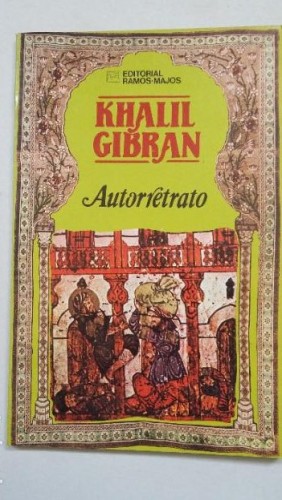 EDITORIAL
RAMOS-MAJOS
KHALIL
GIBRAN
Autorretrato